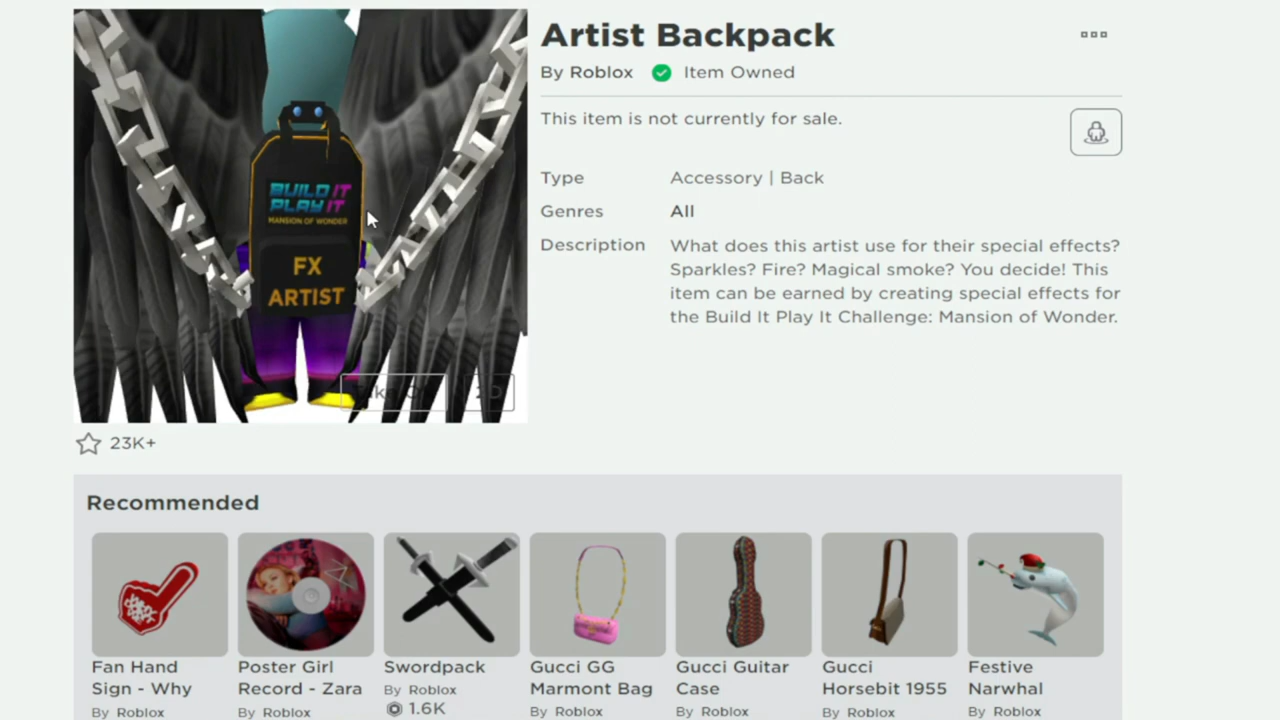 Artist Backpack
By Roblox Item Owned
This item is not currently for sale.
Type Accessory | Back
Genres All
Description What does this artist use for their special effects?
Sparkles? Fire? Magical smoke? You decide! This
item can be earned by creating special effects for
the Build It Play It Challenge: Mansion of Wonder.
BUILD IT
PLAY IT
MANSION OF WONDER
FX
ARTIST
23K+
Recommended
Fan Hand
Sign - Why
By Roblox
Poster Girl
Record - Zara
By Roblox
Swordpack
By Roblox
1.6K
Gucci GG
Marmont Bag
By Roblox
Gucci Guitar
Case
By Roblox
Gucci
Horsebit 1955
By Roblox
Festive
Narwhal
By Roblox